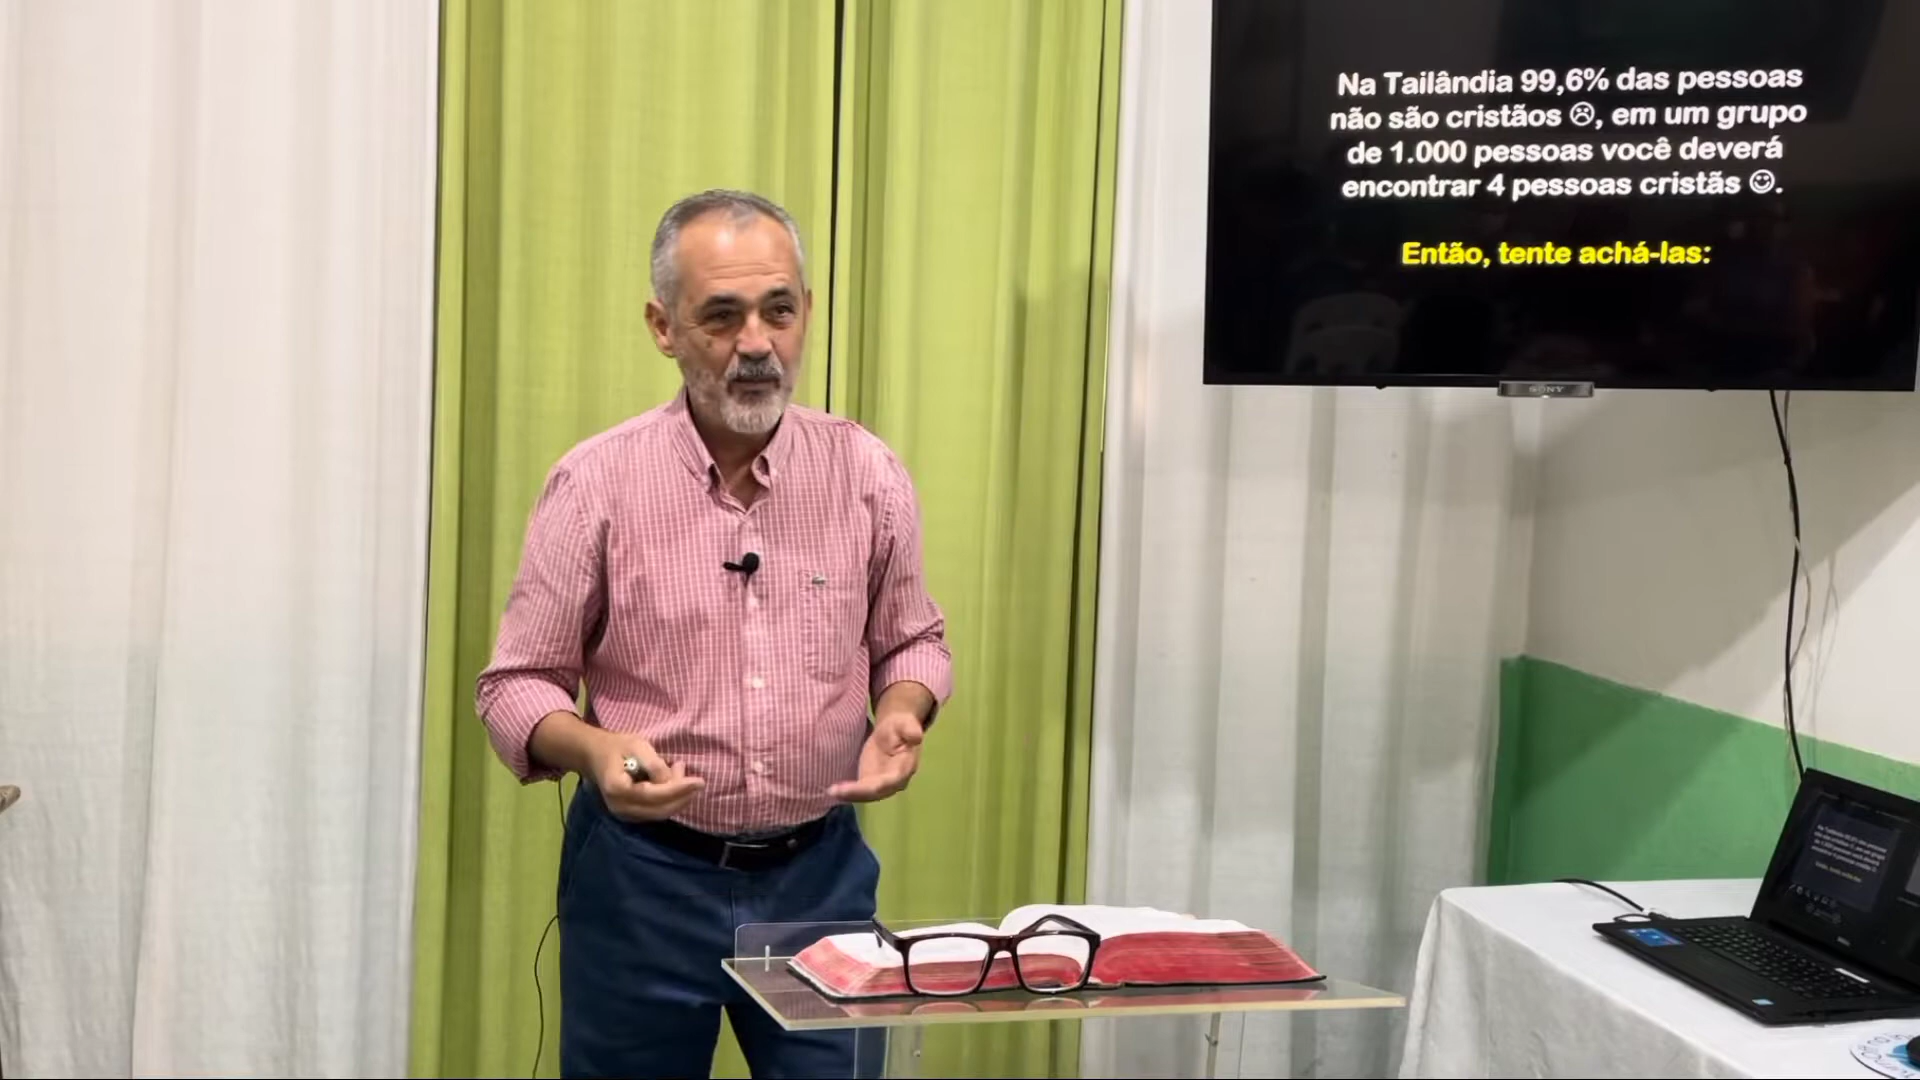 Na Tailândia 99,6% das pessoas
não são cristãos ☹, em um grupo
de 1.000 pessoas você deverá
encontrar 4 pessoas cristãs ☺.
Então, tente achá-las:
SONY